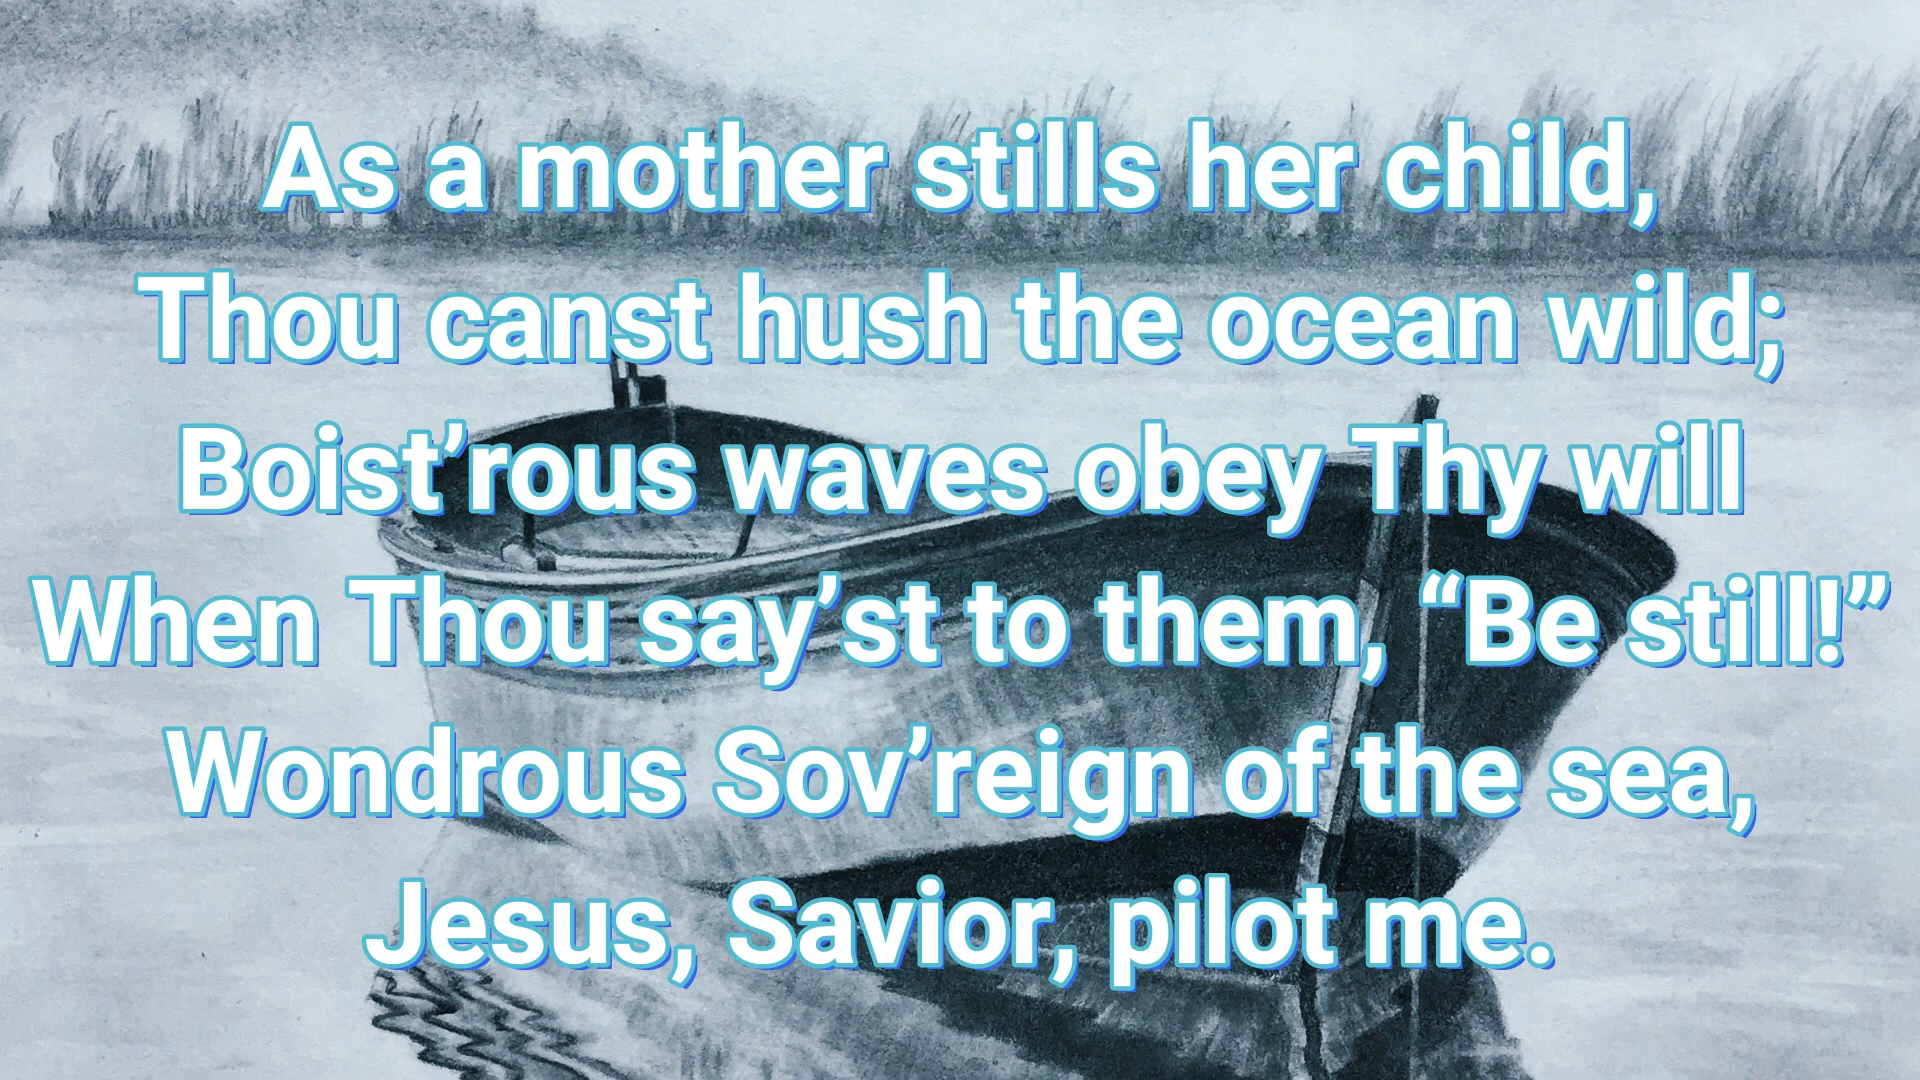 As a mother stills her child,
Thou canst hush the ocean wild;
Boist’rous waves obey Thy will
When Thou say’st to them, “Be still!”
Wondrous Sov’reign of the sea,
Jesus, Savior, pilot me.